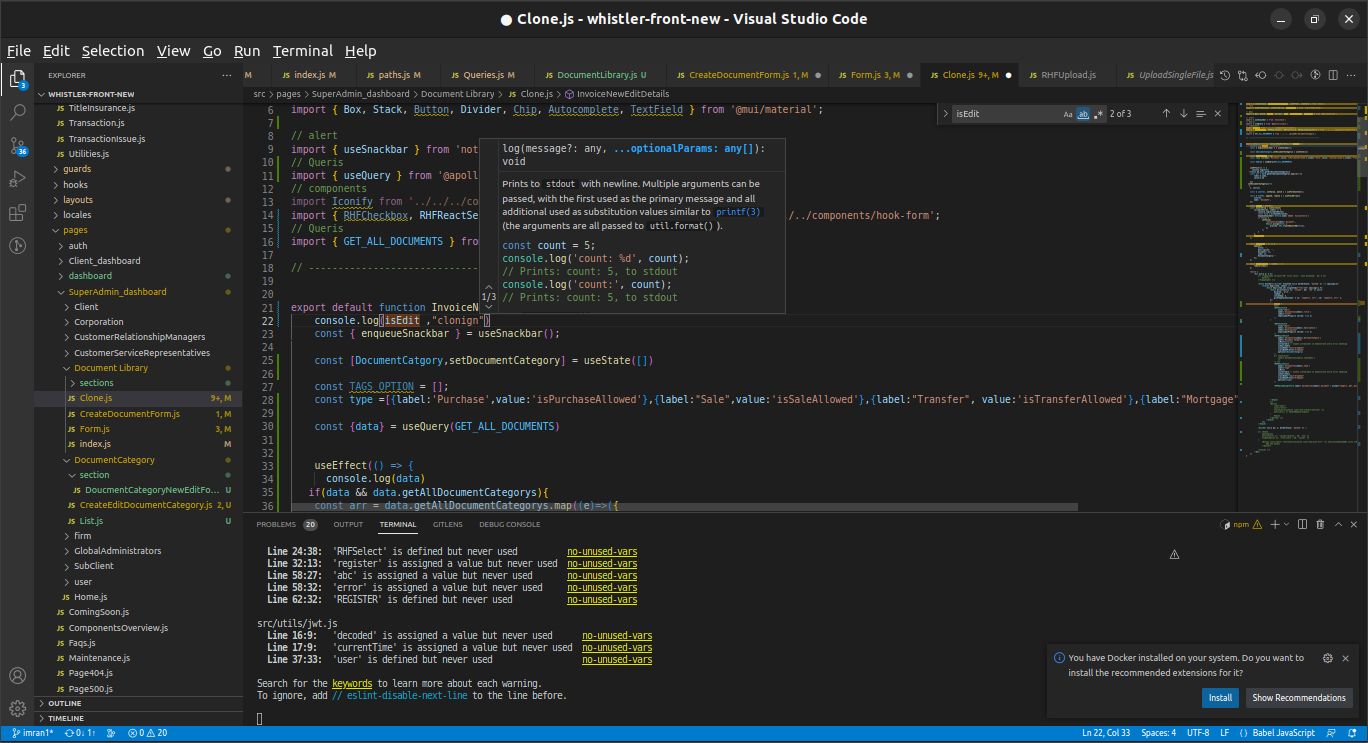 ● Clone.js - whistler-front-new - Visual Studio Code
File Edit Selection View Go Run Terminal Help
EXPLORER
WHISTLER-FRONT-NEW
TitleInsurance.js
Transaction.js
TransactionIssue.js
Utilities.js
guards
hooks
layouts
locales
pages
auth
Client_dashboard
dashboard
SuperAdmin_dashboard
Client
Corporation
CustomerRelationshipManagers
CustomerServiceRepresentatives
Document Library
sections
Clone.js 9+, M
CreateDocumentForm.js 1, M
Form.js 3, M
index.js M
DocumentCategory
section
DoucmentCategoryNewEditFo... U
CreateEditDocumentCategory.js 2, U
List.js U
firm
GlobalAdministrators
SubClient
user
Home.js
ComingSoon.js
ComponentsOverview.js
Faqs.js
Maintenance.js
Page404.js
Page500.js
OUTLINE
TIMELINE
3
36
M JS index.js M JS paths.js M JS Queries.js M JS DocumentLibrary.js U JS CreateDocumentForm.js 1, M JS Form.js 3, M JS Clone.js 9+, M JS RHFUpload.js JS UploadSingleFile.js
src > pages > SuperAdmin_dashboard > Document Library > JS Clone.js > InvoiceNewEditDetails
isEdit Aa ab 2 of 3
6 import { Box, Stack, Button, Divider, Chip, Autocomplete, TextField } from '@mui/material';
7
8 // alert
9 import { useSnackbar } from 'not
10 // Queris
11 import { useQuery } from '@apoll
12 // components
13 import Iconify from '../../../co
14 import { RHFCheckbox, RHFReactSe /../components/hook-form';
15 // Queris
16 import { GET_ALL_DOCUMENTS } fro
17
18 // -----------------------------
19
20
21 export default function InvoiceN
22 console.log(isEdit ,"clonign")
23 const { enqueueSnackbar } = useSnackbar();
24
25 const [DocumentCatgory,setDocumentCategory] = useState([])
26
27 const TAGS_OPTION = [];
28 const type =[{label:'Purchase',value:'isPurchaseAllowed'},{label:"Sale",value:'isSaleAllowed'},{label:"Transfer", value:'isTransferAllowed'},{label:"Mortgage"
29
30 const {data} = useQuery(GET_ALL_DOCUMENTS)
31
32
33 useEffect(() => {
34 console.log(data)
35 if(data && data.getAllDocumentCategorys){
36 const arr = data.getAllDocumentCategorys.map((e)=>({
log(message?: any, ...optionalParams: any[]):
void
Prints to stdout with newline. Multiple arguments can be
passed, with the first used as the primary message and all
additional used as substitution values similar to printf(3)
(the arguments are all passed to util.format() ).
const count = 5;
console.log('count: %d', count);
// Prints: count: 5, to stdout
console.log('count:', count);
// Prints: count: 5, to stdout
1/3
PROBLEMS 20 OUTPUT TERMINAL GITLENS DEBUG CONSOLE
npm
Line 24:38: 'RHFSelect' is defined but never used no-unused-vars
Line 32:13: 'register' is assigned a value but never used no-unused-vars
Line 58:27: 'abc' is assigned a value but never used no-unused-vars
Line 58:32: 'error' is assigned a value but never used no-unused-vars
Line 62:32: 'REGISTER' is defined but never used no-unused-vars
src/utils/jwt.js
Line 16:9: 'decoded' is assigned a value but never used no-unused-vars
Line 17:9: 'currentTime' is assigned a value but never used no-unused-vars
Line 37:33: 'user' is defined but never used no-unused-vars
Search for the keywords to learn more about each warning.
To ignore, add // eslint-disable-next-line to the line before.
You have Docker installed on your system. Do you want to
install the recommended extensions for it?
Install Show Recommendations
imran1* 0↓ 1↑ 0 20 Ln 22, Col 33 Spaces: 4 UTF-8 LF {} Babel JavaScript